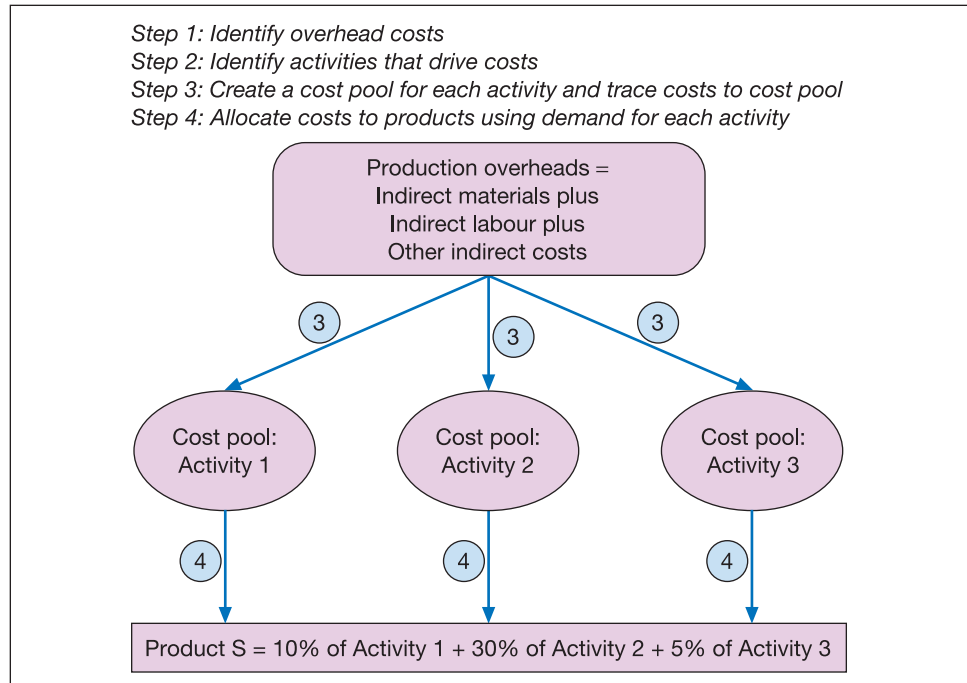 Step 1: Identify overhead costs
Step 2: Identify activities that drive costs
Step 3: Create a cost pool for each activity and trace costs to cost pool
Step 4: Allocate costs to products using demand for each activity
Production overheads =
Indirect materials plus
Indirect labour plus
Other indirect costs
3
3
3
Cost pool:
Activity 1
Cost pool:
Activity 2
Cost pool:
Activity 3
4
4
4
Product S = 10% of Activity 1 + 30% of Activity 2 + 5% of Activity 3